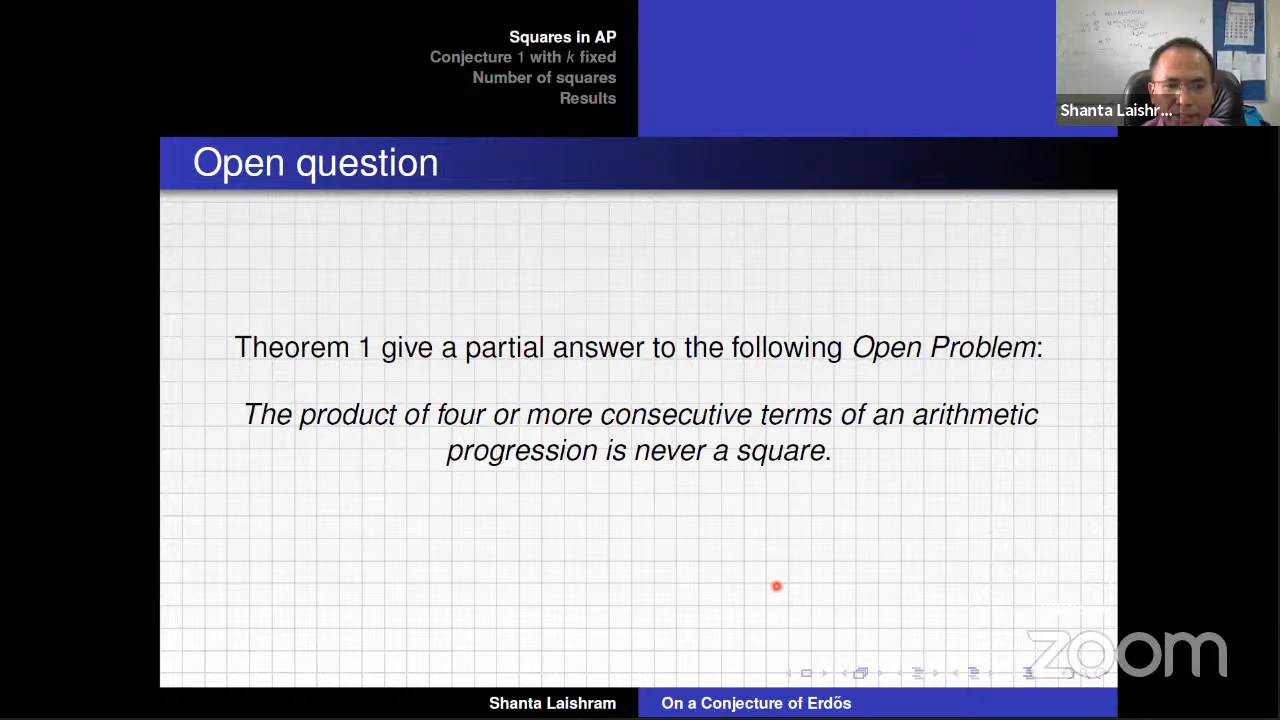 Squares in AP
Conjecture 1 with k fixed
Number of squares
Results
Shanta Laishr...
Open question
Theorem 1 give a partial answer to the following Open Problem:
The product of four or more consecutive terms of an arithmetic
progression is never a square.
zoom
Shanta Laishram
On a Conjecture of Erdős